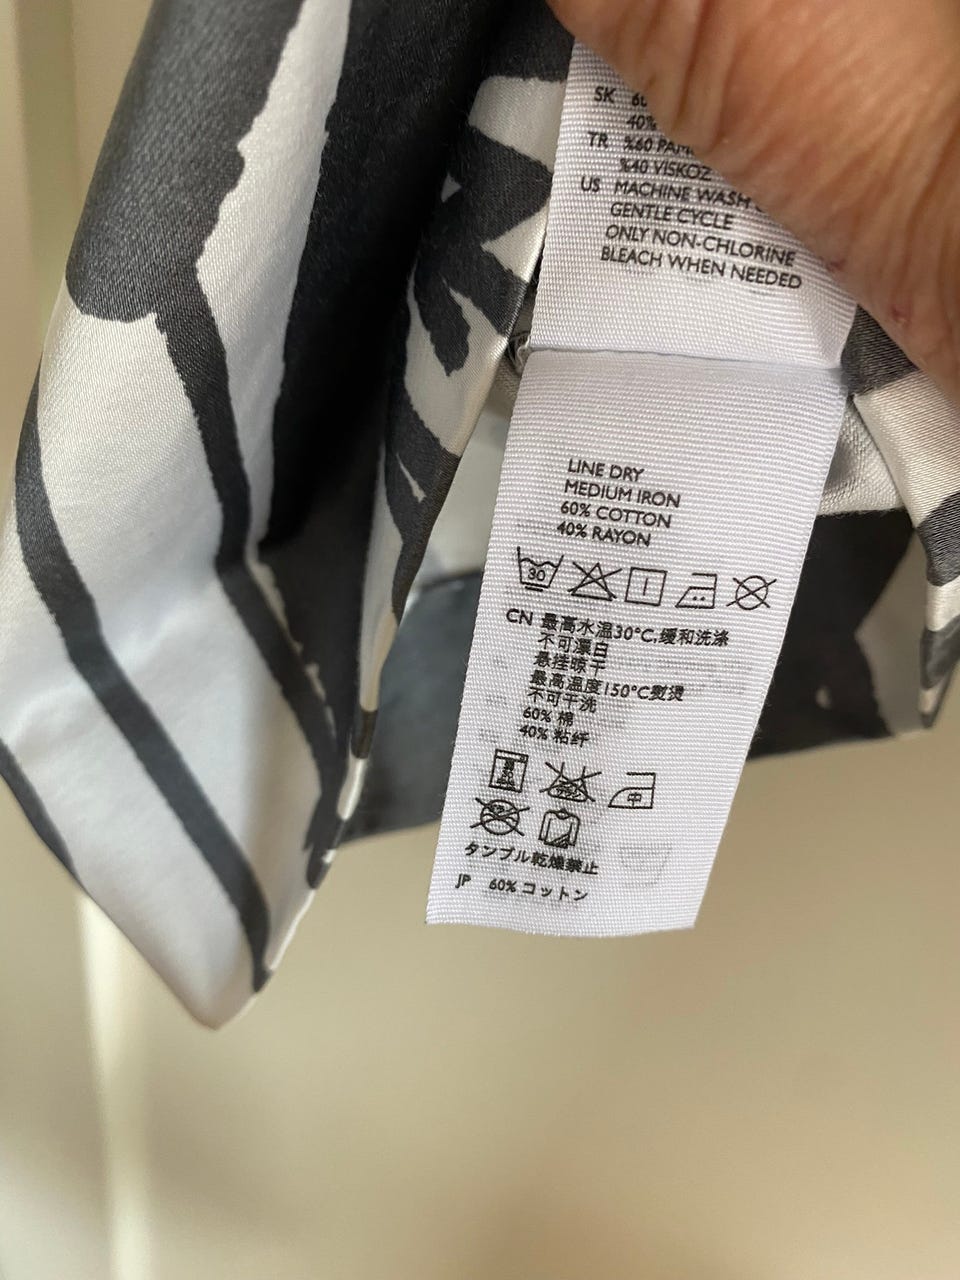 SK
40%
TR %60
%40 VISKOZ
US MACHINE WASH
GENTLE CYCLE
ONLY NON-CHLORINE
BLEACH WHEN NEEDED
LINE DRY
MEDIUM IRON
60% COTTON
40% RAYON
30
CN 最高水温30°C,缓和洗涤
不可漂白
悬挂晾干
最高温度150°C熨烫
不可干洗
60% 棉
40% 粘纤
中
タンブル乾燥禁止
JP 60% コットン